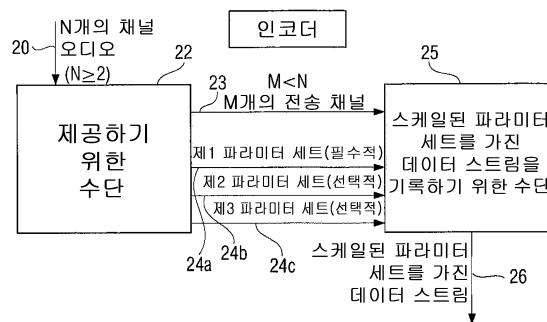 인코더
N개의 채널
오디오
(N≥2)
20
22
제공하기
위한
수단
23
M<N
M개의 전송 채널
제1 파라미터 세트(필수적)
제2 파라미터 세트(선택적)
제3 파라미터 세트(선택적)
24a
24b
24c
25
스케일된 파라미터
세트를 가진
데이터 스트림을
기록하기 위한 수단
스케일된 파라미터
세트를 가진
데이터 스트림
26